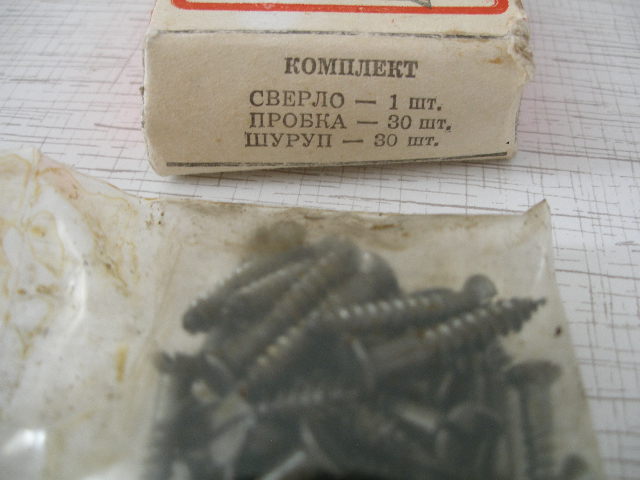 КОМПЛЕКТ
СВЕРЛО — 1 шт.
ПРОБКА — 30 шт.
ШУРУП — 30 шт.